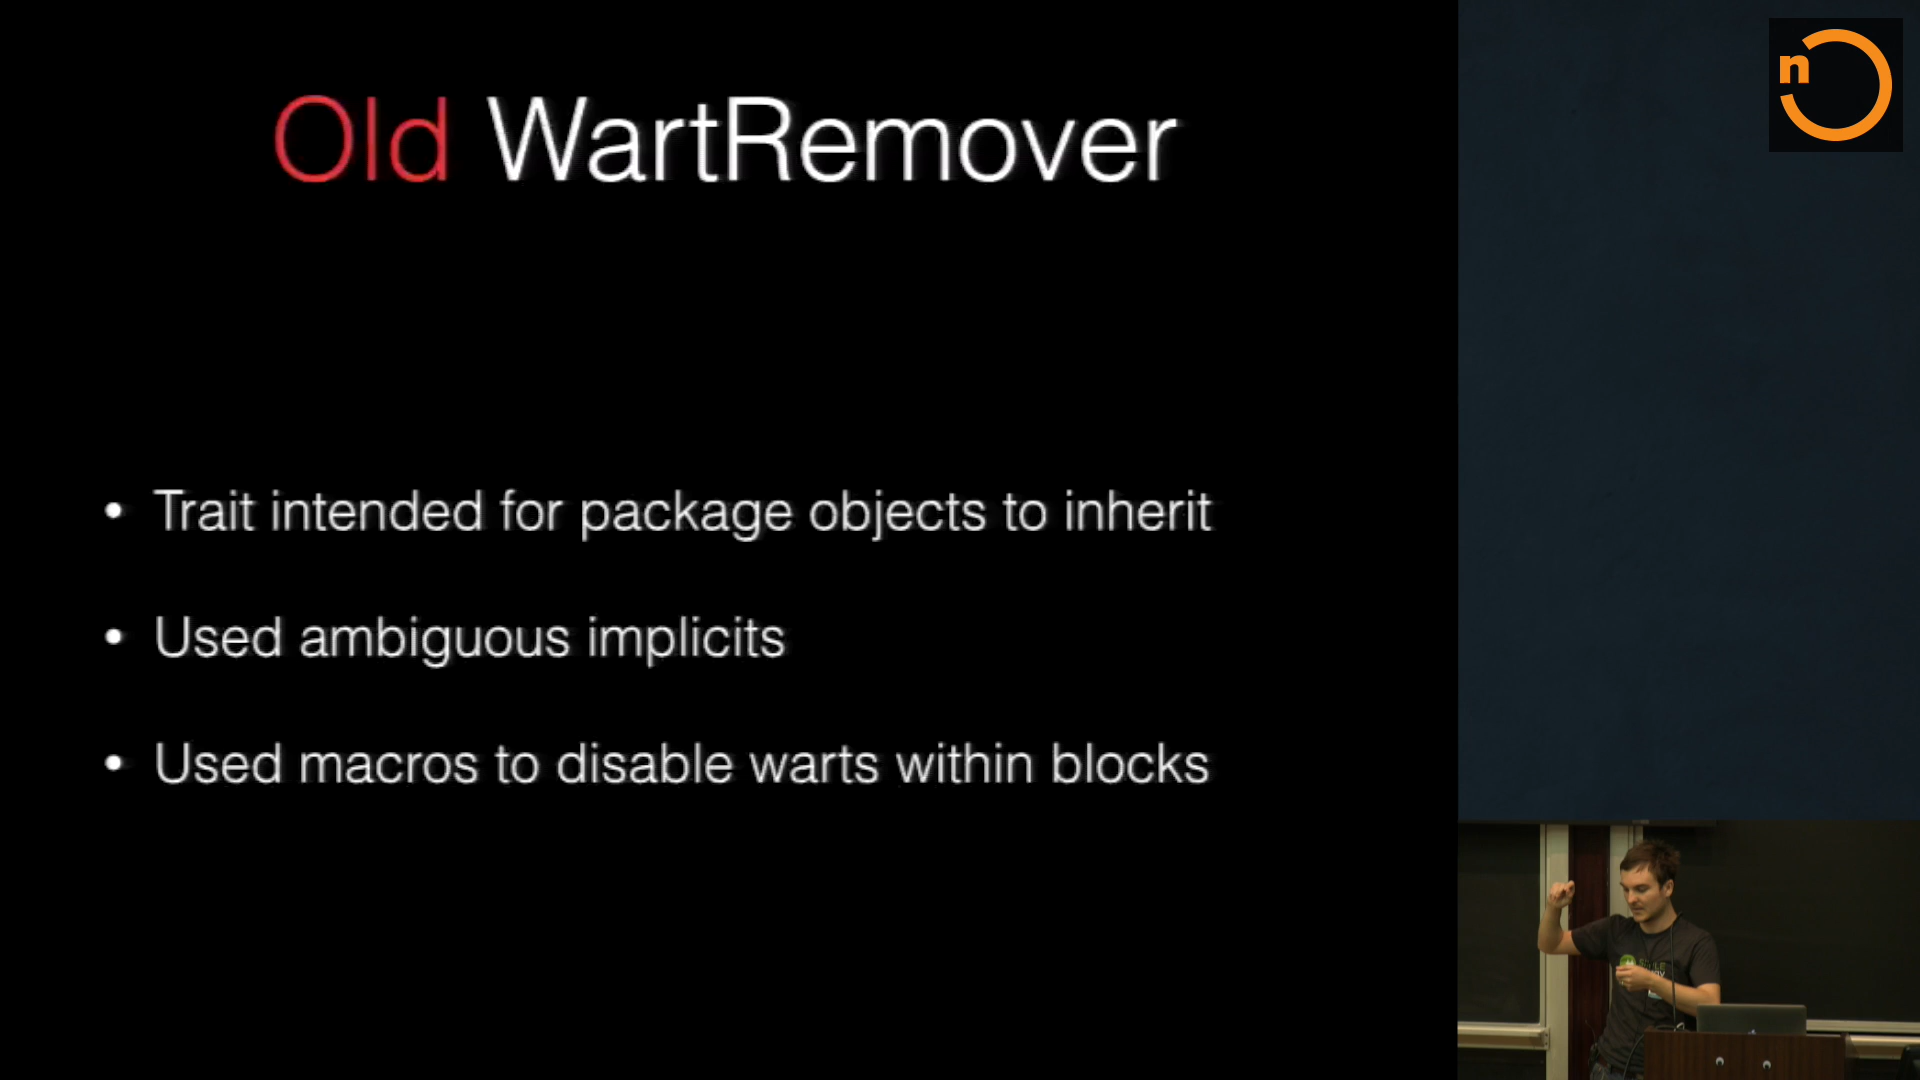 Old WartRemover
n
• Trait intended for package objects to inherit
• Used ambiguous implicits
• Used macros to disable warts within blocks